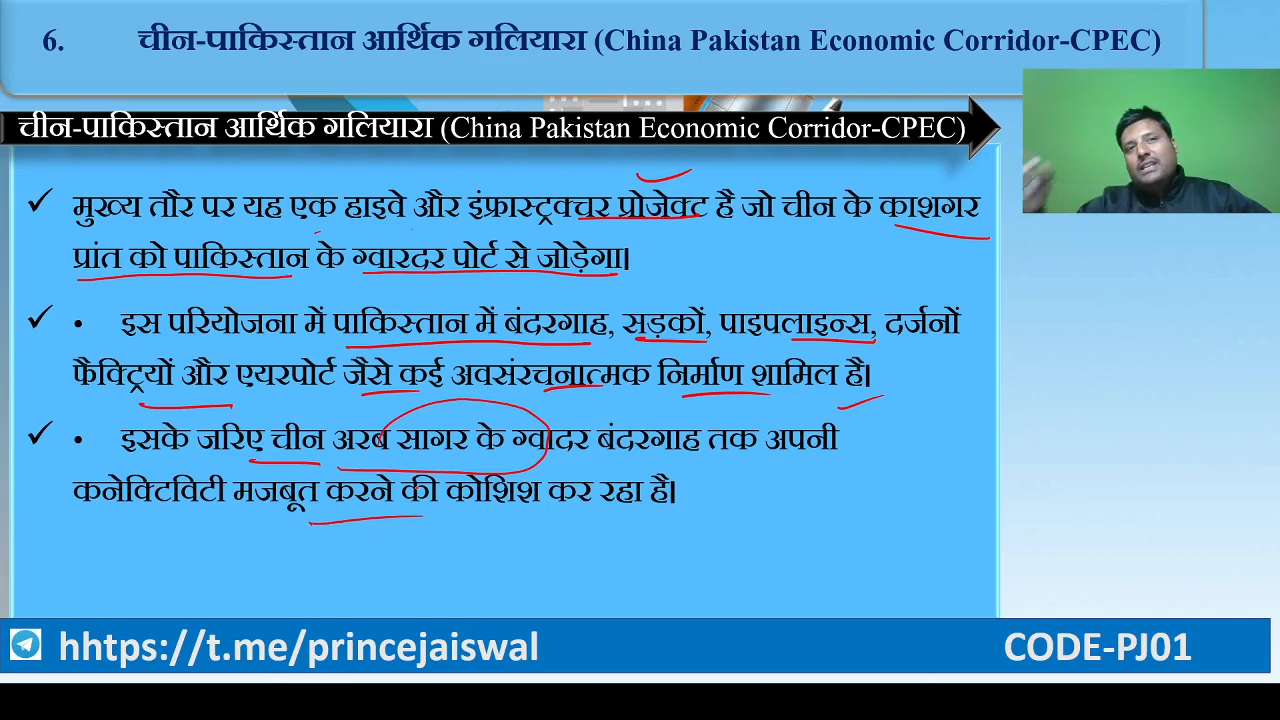 6. चीन-पाकिस्तान आर्थिक गलियारा (China Pakistan Economic Corridor-CPEC)
चीन-पाकिस्तान आर्थिक गलियारा (China Pakistan Economic Corridor-CPEC)
✓ मुख्य तौर पर यह एक हाइवे और इंफ्रास्ट्रक्चर प्रोजेक्ट है जो चीन के काशगर
प्रांत को पाकिस्तान के ग्वारदर पोर्ट से जोड़ेगा।
✓ • इस परियोजना में पाकिस्तान में बंदरगाह, सड़कों, पाइपलाइन्स, दर्जनों
फैक्ट्रियों और एयरपोर्ट जैसे कई अवसंरचनात्मक निर्माण शामिल है।
✓ • इसके जरिए चीन अरब सागर के ग्वादर बंदरगाह तक अपनी
कनेक्टिविटी मजबूत करने की कोशिश कर रहा है।
hhtps://t.me/princejaiswal CODE-PJ01